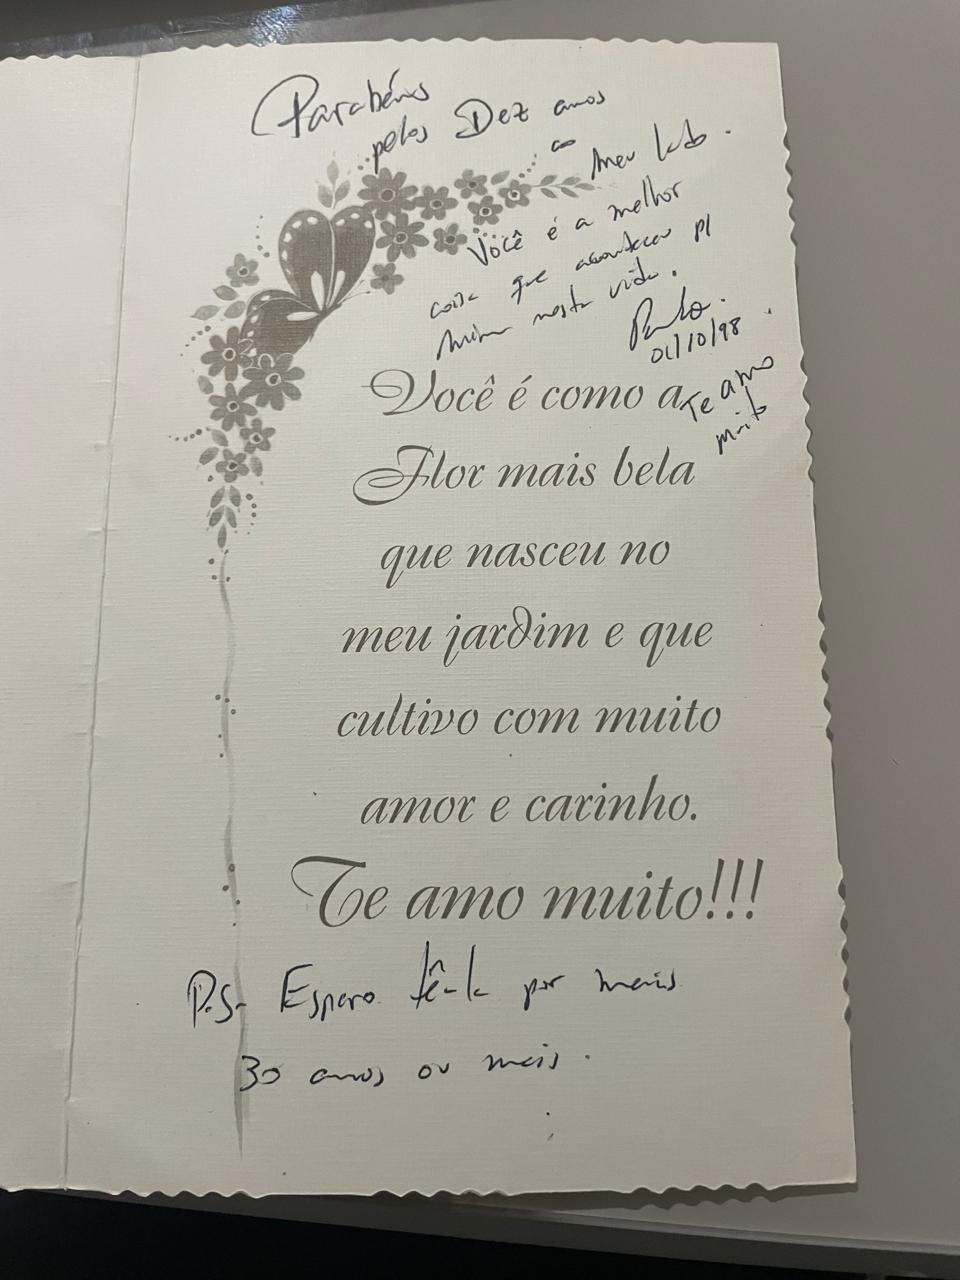 Parabéns
pelos Dez anos
ao meu lado.
Você é a melhor
coisa que aconteceu p/
mim nesta vida.
Paulo.
01/10/98
Te amo
muito
Você é como a
Flor mais bela
que nasceu no
meu jardim e que
cultivo com muito
amor e carinho.
Te amo muito!!!
P.S- Espero tê-la por mais
30 anos ou mais.